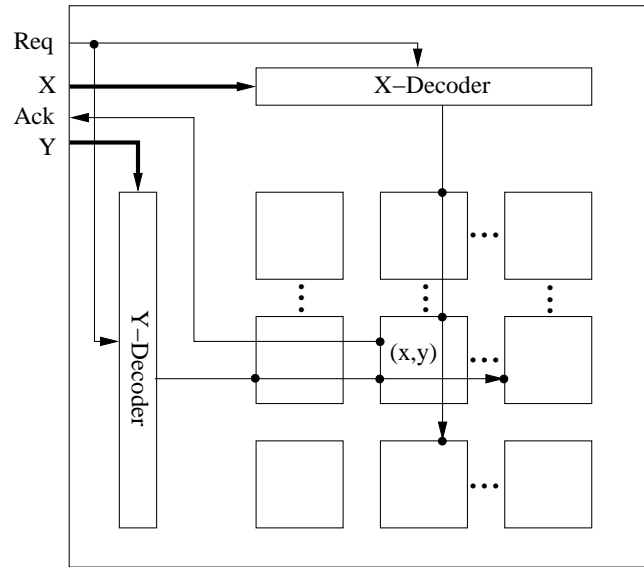 Req
X
X–Decoder
Ack
Y
Y–Decoder
(x,y)